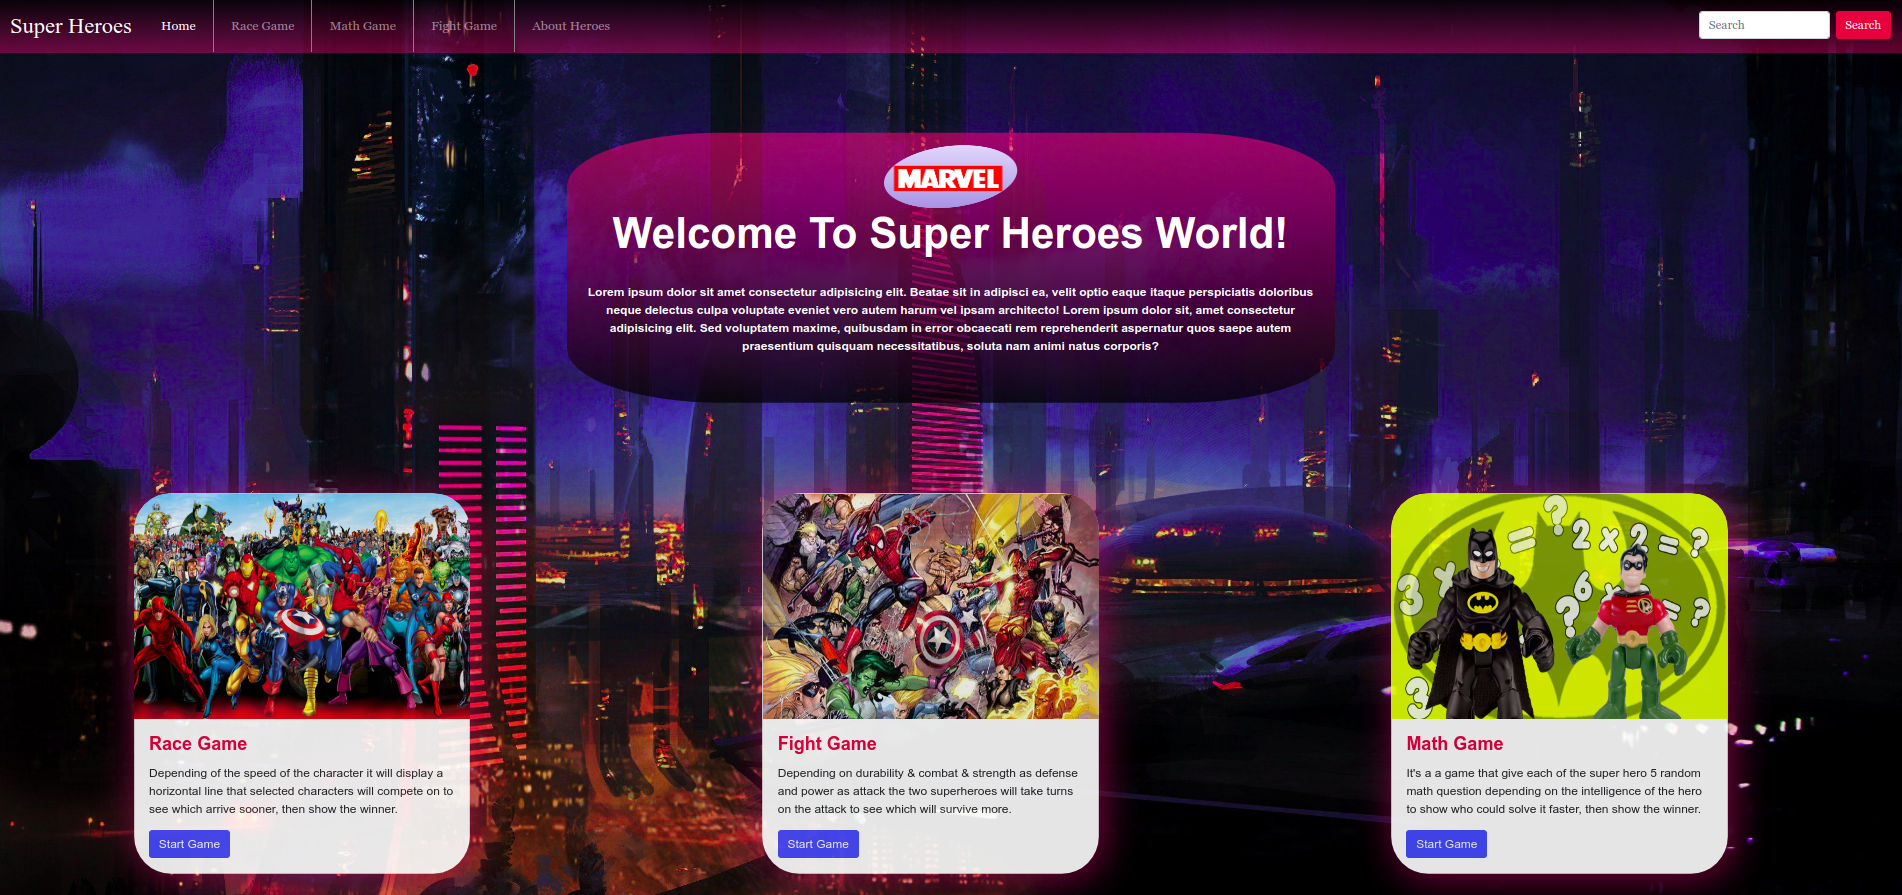 Super Heroes
Home
Race Game
Math Game
Fight Game
About Heroes
Search
Search
MARVEL
Welcome To Super Heroes World!
Lorem ipsum dolor sit amet consectetur adipisicing elit. Beatae sit in adipisci ea, velit optio eaque itaque perspiciatis doloribus
neque delectus culpa voluptate eveniet vero autem harum vel ipsam architecto! Lorem ipsum dolor sit, amet consectetur
adipisicing elit. Sed voluptatem maxime, quibusdam in error obcaecati rem reprehenderit aspernatur quos saepe autem
praesentium quisquam necessitatibus, soluta nam animi natus corporis?
Race Game
Depending of the speed of the character it will display a
horizontal line that selected characters will compete on to
see which arrive sooner, then show the winner.
Start Game
Fight Game
Depending on durability & combat & strength as defense
and power as attack the two superheroes will take turns
on the attack to see which will survive more.
Start Game
? 2 x 2 = ?
=
3 x
6
?
= ?
3
Math Game
It's a a game that give each of the super hero 5 random
math question depending on the intelligence of the hero
to show who could solve it faster, then show the winner.
Start Game